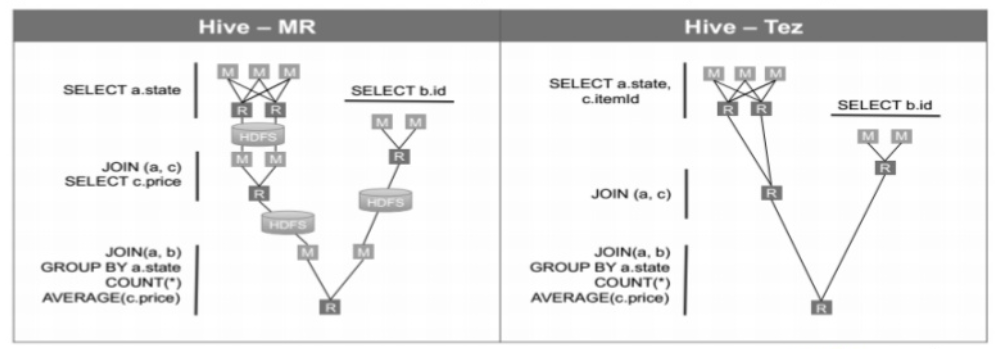 Hive – MR
SELECT a.state
M M M
R R
HDFS
M M
JOIN (a, c)
SELECT c.price
R
HDFS
SELECT b.id
M M
R
HDFS
M M
JOIN(a, b)
GROUP BY a.state
COUNT(*)
AVERAGE(c.price)
R
Hive – Tez
SELECT a.state,
c.itemId
M M M
R R
JOIN (a, c)
R
SELECT b.id
M M
R
JOIN(a, b)
GROUP BY a.state
COUNT(*)
AVERAGE(c.price)
R